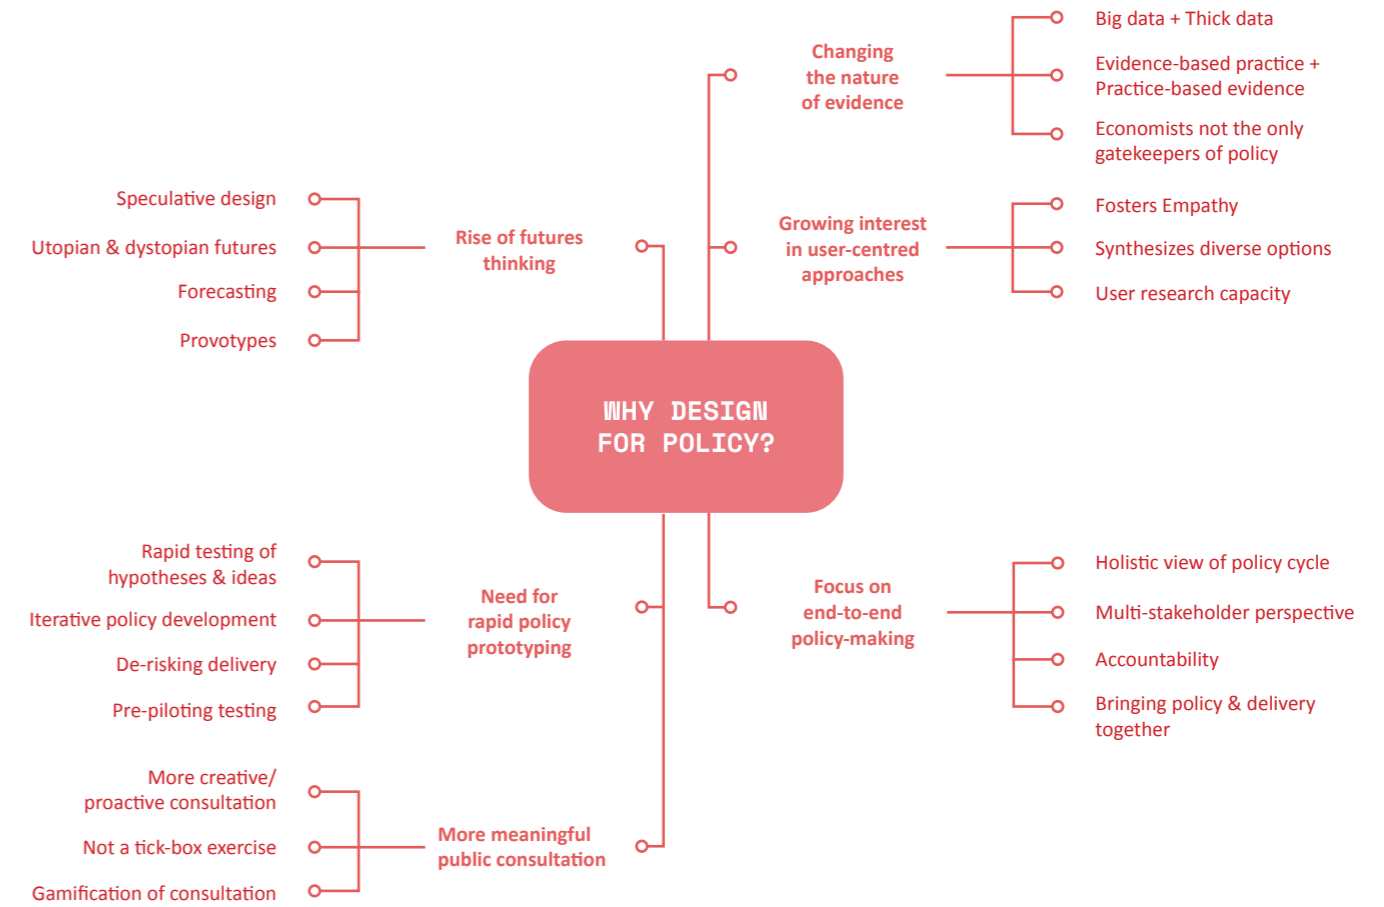 WHY DESIGN
FOR POLICY?
Changing
the nature
of evidence
Big data + Thick data
Evidence-based practice +
Practice-based evidence
Economists not the only
gatekeepers of policy
Growing interest
in user-centred
approaches
Fosters Empathy
Synthesizes diverse options
User research capacity
Focus on
end-to-end
policy-making
Holistic view of policy cycle
Multi-stakeholder perspective
Accountability
Bringing policy & delivery
together
Rise of futures
thinking
Speculative design
Utopian & dystopian futures
Forecasting
Provotypes
Need for
rapid policy
prototyping
Rapid testing of
hypotheses & ideas
Iterative policy development
De-risking delivery
Pre-piloting testing
More meaningful
public consultation
More creative/
proactive consultation
Not a tick-box exercise
Gamification of consultation